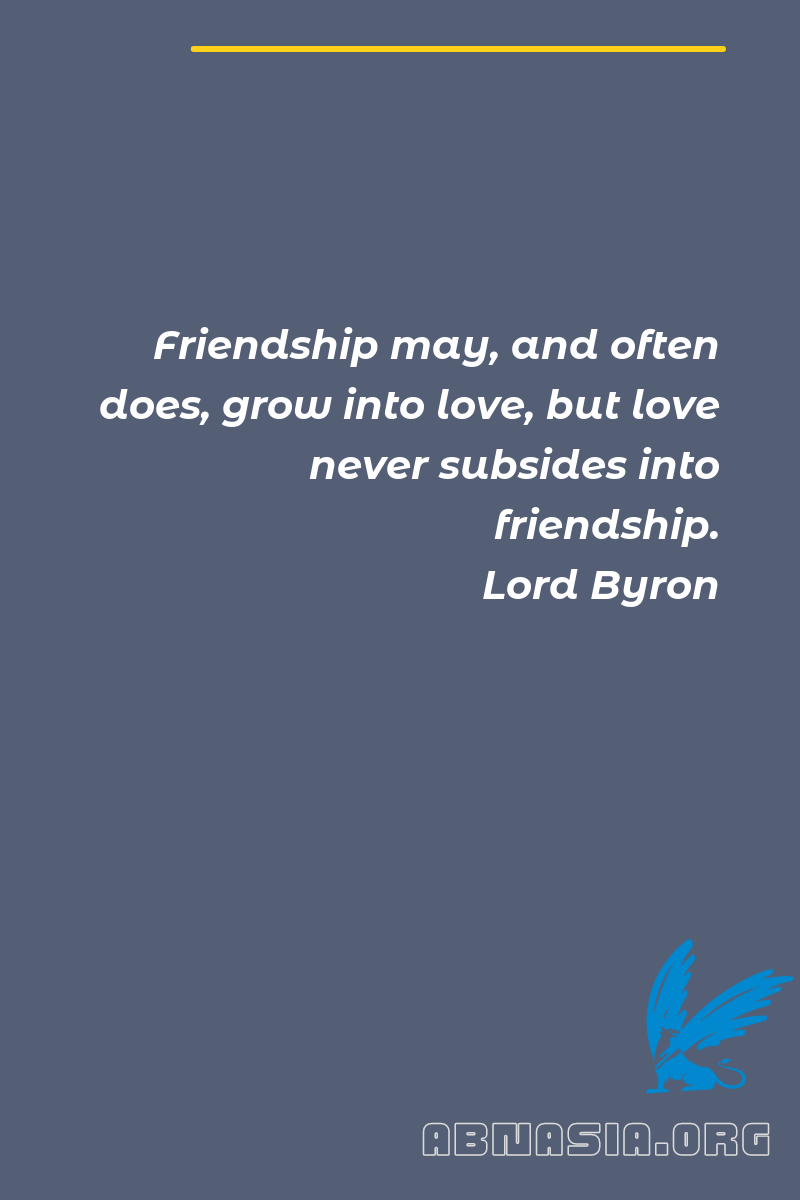 Friendship may, and often
does, grow into love, but love
never subsides into
friendship.
Lord Byron
ABNASIA.ORG